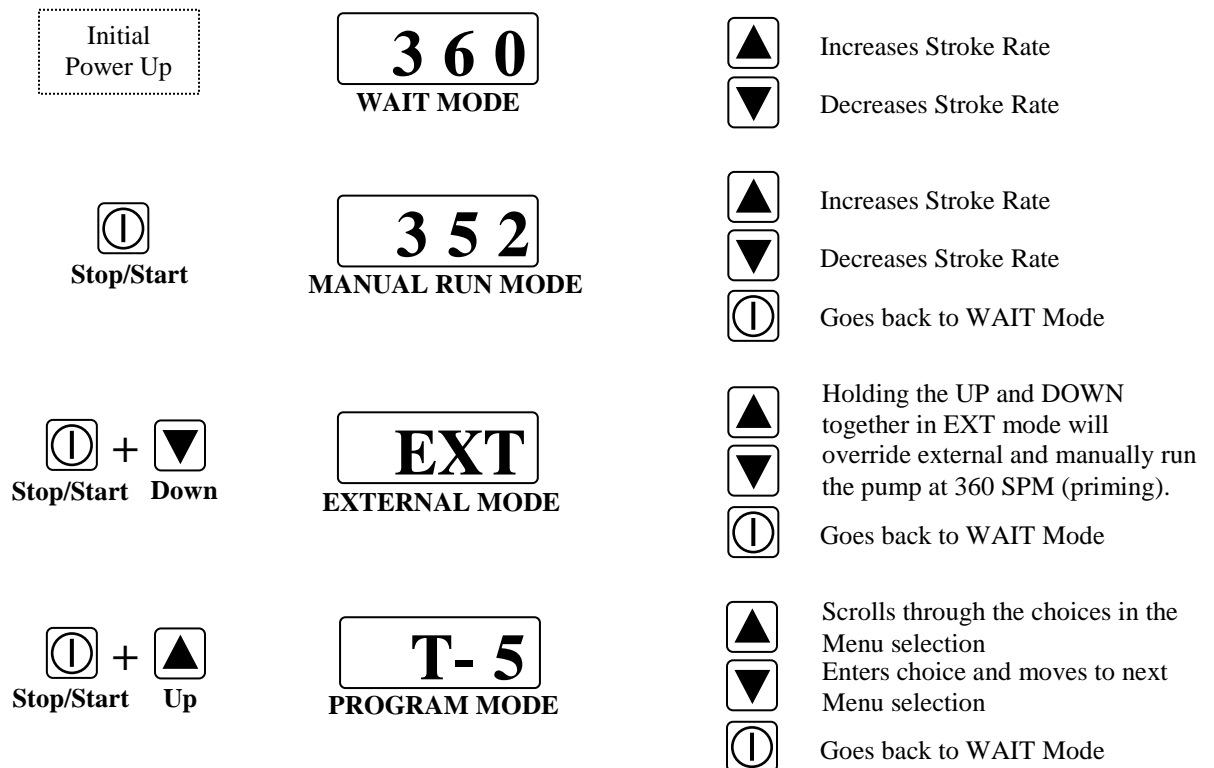 Initial
Power Up
3 6 0
WAIT MODE
Increases Stroke Rate
Decreases Stroke Rate
Stop/Start
3 5 2
MANUAL RUN MODE
Increases Stroke Rate
Decreases Stroke Rate
Goes back to WAIT Mode
+
Stop/Start Down
EXT
EXTERNAL MODE
Holding the UP and DOWN
together in EXT mode will
override external and manually run
the pump at 360 SPM (priming).
Goes back to WAIT Mode
+
Stop/Start Up
T- 5
PROGRAM MODE
Scrolls through the choices in the
Menu selection
Enters choice and moves to next
Menu selection
Goes back to WAIT Mode